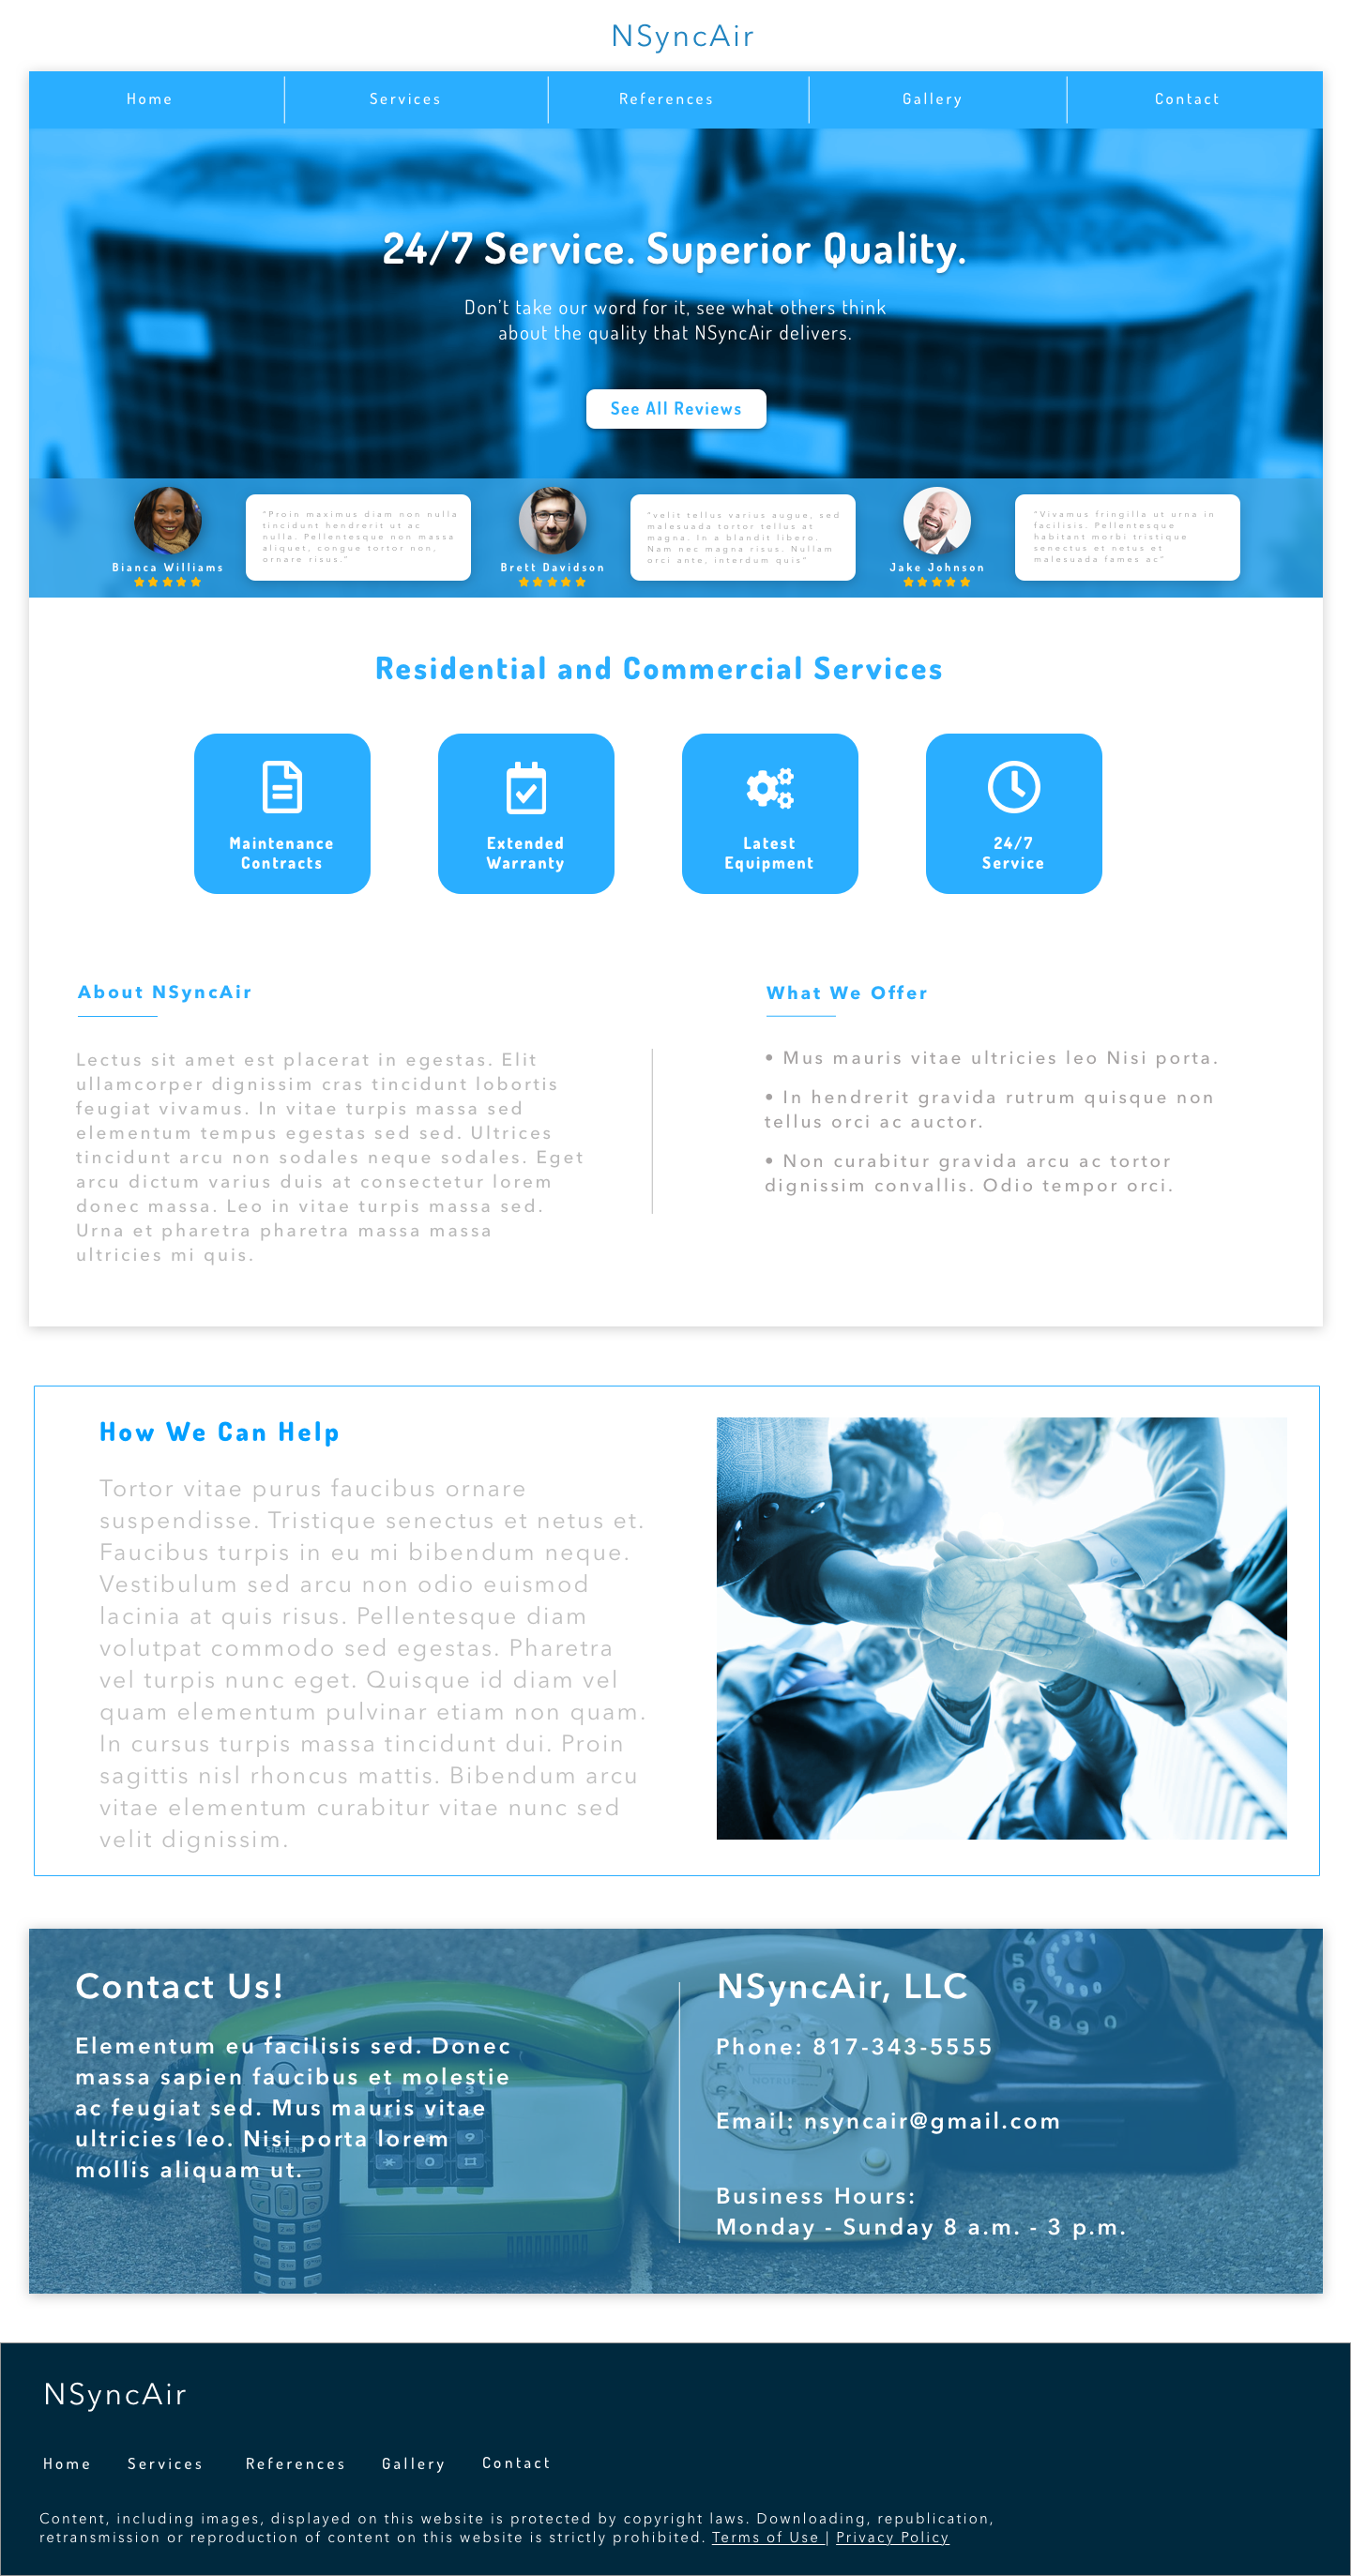 NSyncAir
Home
Services
References
Gallery
Contact
24/7 Service. Superior Quality.
Don't take our word for it, see what others think
about the quality that NSyncAir delivers.
See All Reviews
Bianca Williams
"Proin maximus diam non nulla
tincidunt hendrerit ut ac
nulla. Pellentesque non massa
aliquet, congue tortor non,
ornare risus."
Brett Davidson
"velit tellus varius augue, sed
malesuada tortor tellus at
magna. In a blandit libero.
Nam nec magna risus. Nullam
orci ante, interdum quis"
Jake Johnson
"Vivamus fringilla ut urna in
facilisis. Pellentesque
habitant morbi tristique
senectus et netus et
malesuada fames ac"
Residential and Commercial Services
Maintenance
Contracts
Extended
Warranty
Latest
Equipment
24/7
Service
About NSyncAir
Lectus sit amet est placerat in egestas. Elit
ullamcorper dignissim cras tincidunt lobortis
feugiat vivamus. In vitae turpis massa sed
elementum tempus egestas sed sed. Ultrices
tincidunt arcu non sodales neque sodales. Eget
arcu dictum varius duis at consectetur lorem
donec massa. Leo in vitae turpis massa sed.
Urna et pharetra pharetra massa massa
ultricies mi quis.
What We Offer
• Mus mauris vitae ultricies leo Nisi porta.
• In hendrerit gravida rutrum quisque non
tellus orci ac auctor.
• Non curabitur gravida arcu ac tortor
dignissim convallis. Odio tempor orci.
How We Can Help
Tortor vitae purus faucibus ornare
suspendisse. Tristique senectus et netus et.
Faucibus turpis in eu mi bibendum neque.
Vestibulum sed arcu non odio euismod
lacinia at quis risus. Pellentesque diam
volutpat commodo sed egestas. Pharetra
vel turpis nunc eget. Quisque id diam vel
quam elementum pulvinar etiam non quam.
In cursus turpis massa tincidunt dui. Proin
sagittis nisl rhoncus mattis. Bibendum arcu
vitae elementum curabitur vitae nunc sed
velit dignissim.
Contact Us!
Elementum eu facilisis sed. Donec
massa sapien faucibus et molestie
ac feugiat sed. Mus mauris vitae
ultricies leo. Nisi porta lorem
mollis aliquam ut.
SIEMENS
NSyncAir, LLC
Phone: 817-343-5555
Email: nsyncair@gmail.com
Business Hours:
Monday - Sunday 8 a.m. - 3 p.m.
NSyncAir
Home
Services
References
Gallery
Contact
Content, including images, displayed on this website is protected by copyright laws. Downloading, republication,
retransmission or reproduction of content on this website is strictly prohibited. Terms of Use | Privacy Policy